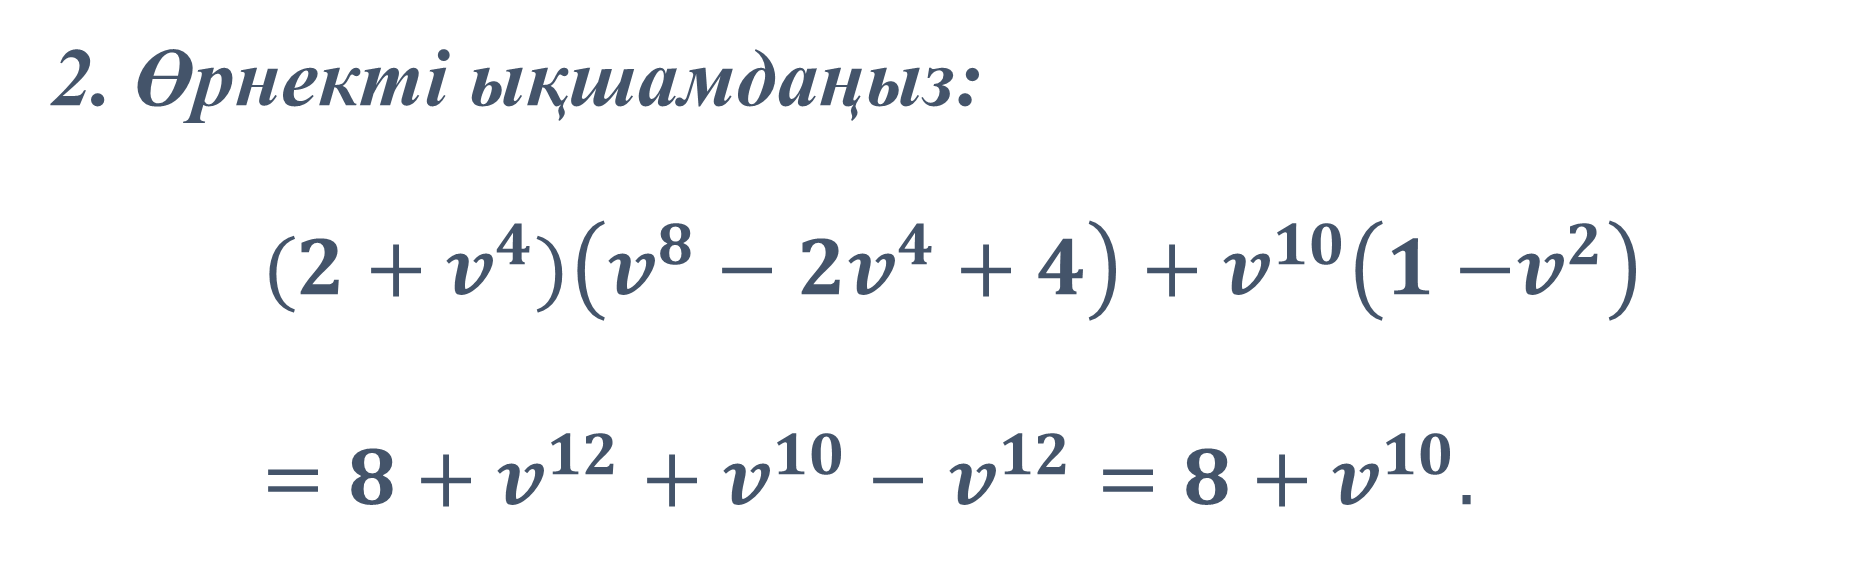 2. Өрнекті ықшамдаңыз:
(2 + v⁴)(v⁸ − 2v⁴ + 4) + v¹⁰(1 −v²)
= 8 + v¹² + v¹⁰ − v¹² = 8 + v¹⁰.